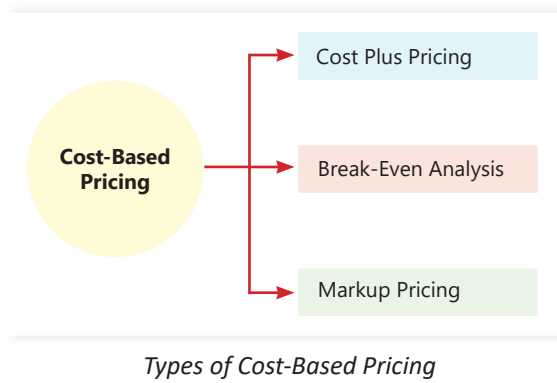 Cost-Based
Pricing
Cost Plus Pricing
Break-Even Analysis
Markup Pricing
Types of Cost-Based Pricing